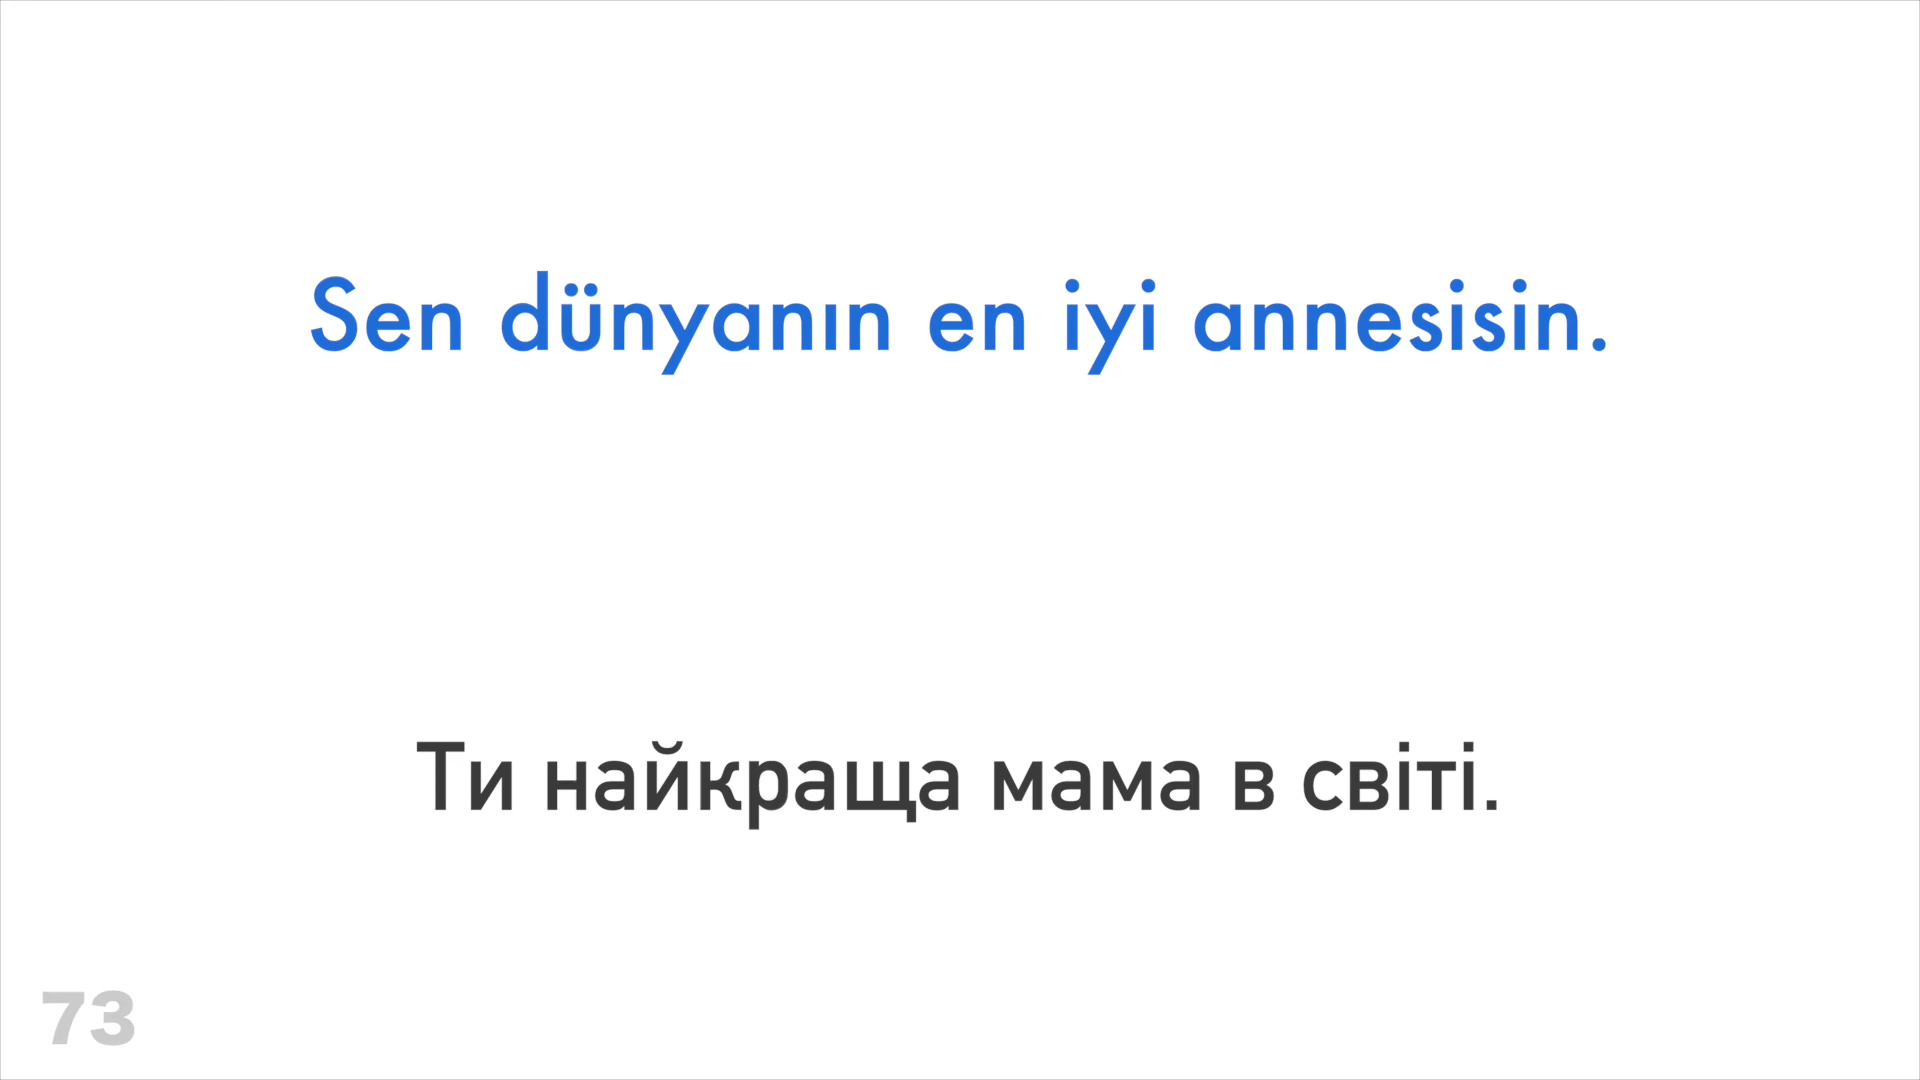 Sen dünyanın en iyi annesisin.
Ти найкраща мама в світі.
73